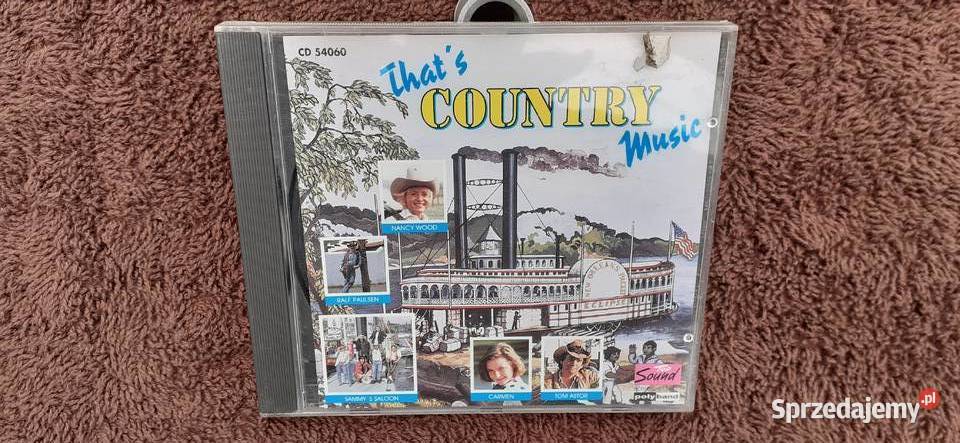 CD 54060
That's
COUNTRY
Music
NANCY WOOD
RALF PAULSEN
SAMMY'S SALOON
CARMEN
TOM ASTOR
Sound
polyband
Sprzedajemy.pl